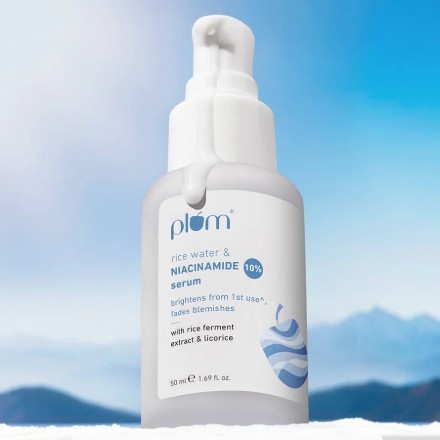 plum®
rice water &
NIACINAMIDE 10%
serum
brightens from 1st use^,
fades blemishes
with rice ferment
extract & licorice
50 ml e 1.69 fl. oz.